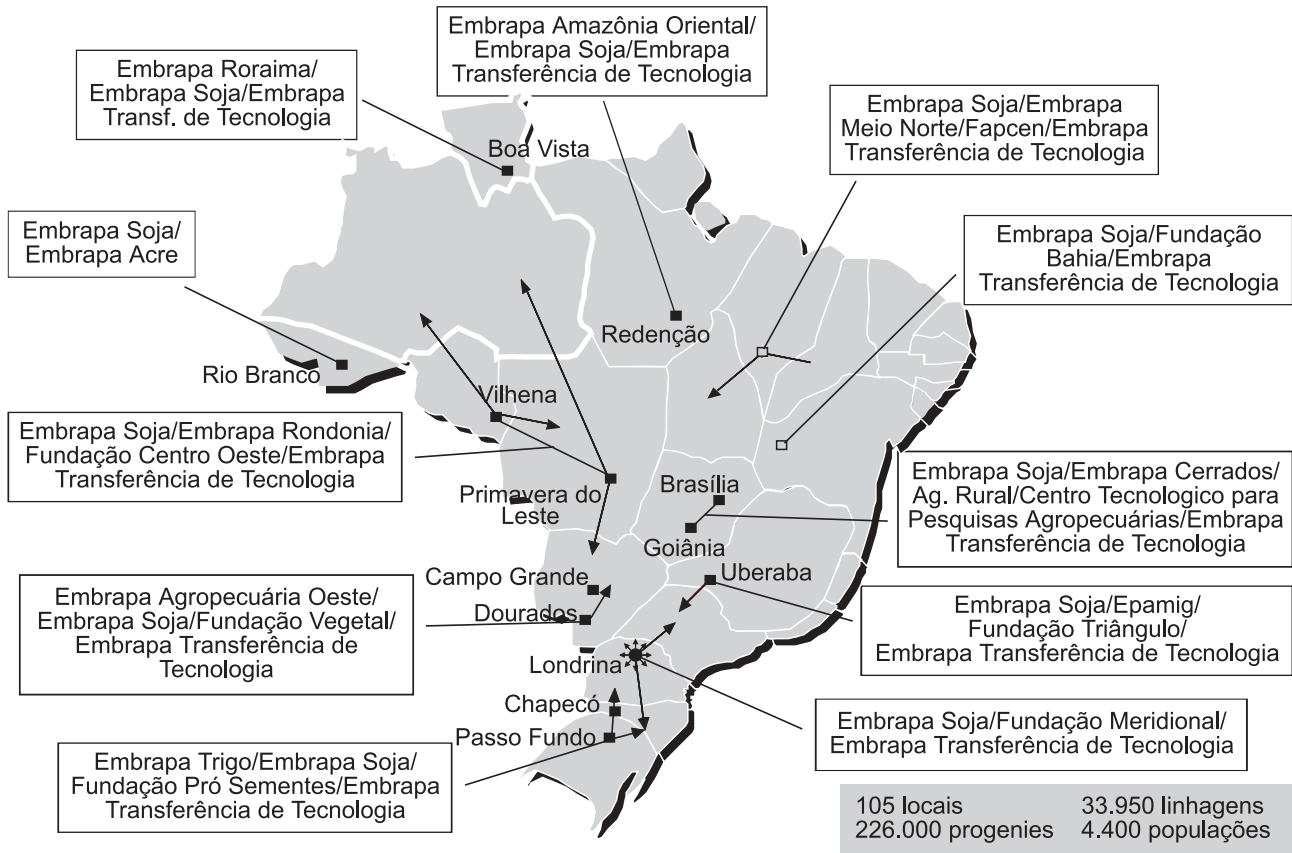 Embrapa Amazônia Oriental/
Embrapa Soja/Embrapa
Transferência de Tecnologia
Embrapa Roraima/
Embrapa Soja/Embrapa
Transf. de Tecnologia
Embrapa Soja/Embrapa
Meio Norte/Fapcen/Embrapa
Transferência de Tecnologia
Boa Vista
Embrapa Soja/
Embrapa Acre
Embrapa Soja/Fundação
Bahia/Embrapa
Transferência de Tecnologia
Redenção
Rio Branco
Vilhena
Embrapa Soja/Embrapa Rondonia/
Fundação Centro Oeste/Embrapa
Transferência de Tecnologia
Primavera do
Leste
Brasília
Goiânia
Embrapa Soja/Embrapa Cerrados/
Ag. Rural/Centro Tecnologico para
Pesquisas Agropecuárias/Embrapa
Transferência de Tecnologia
Campo Grande
Uberaba
Dourados
Embrapa Agropecuária Oeste/
Embrapa Soja/Fundação Vegetal/
Embrapa Transferência de
Tecnologia
Embrapa Soja/Epamig/
Fundação Triângulo/
Embrapa Transferência de Tecnologia
Londrina
Chapecó
Passo Fundo
Embrapa Soja/Fundação Meridional/
Embrapa Transferência de Tecnologia
Embrapa Trigo/Embrapa Soja/
Fundação Pró Sementes/Embrapa
Transferência de Tecnologia
105 locais 33.950 linhagens
226.000 progenies 4.400 populações